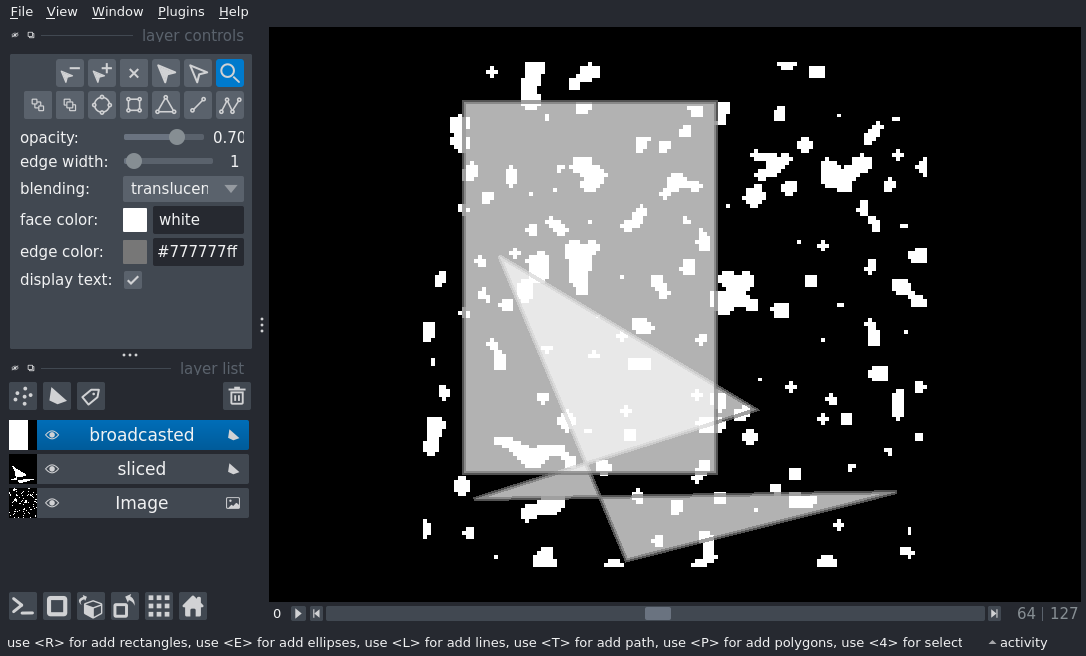 File View Window Plugins Help
layer controls
opacity: 0.70
edge width: 1
blending: translucen
face color: white
edge color: #777777ff
display text:
layer list
broadcasted
sliced
Image
0 64 | 127
use <R> for add rectangles, use <E> for add ellipses, use <L> for add lines, use <T> for add path, use <P> for add polygons, use <4> for select activity